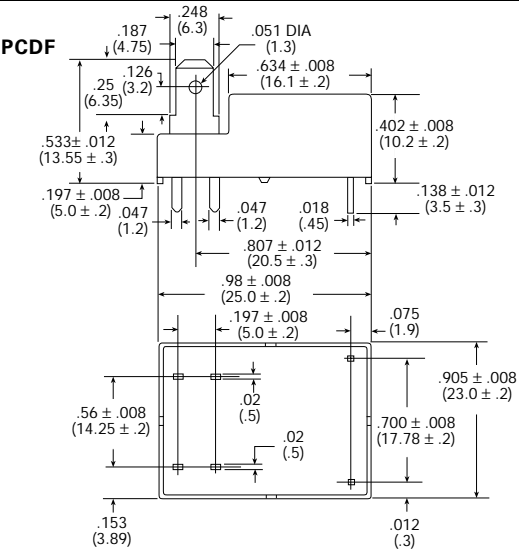 PCDF
.248
(6.3)
.187
(4.75)
.051 DIA
(1.3)
.126
(3.2)
.25
(6.35)
.634 ± .008
(16.1 ± .2)
.533± .012
(13.55 ± .3)
.402 ± .008
(10.2 ± .2)
.197 ± .008
(5.0 ± .2)
.047
(1.2)
.047
(1.2)
.018
(.45)
.138 ± .012
(3.5 ± .3)
.807 ± .012
(20.5 ± .3)
.98 ± .008
(25.0 ± .2)
.197 ± .008
(5.0 ± .2)
.075
(1.9)
.905 ± .008
(23.0 ± .2)
.02
(.5)
.56 ± .008
(14.25 ± .2)
.700 ± .008
(17.78 ± .2)
.02
(.5)
.153
(3.89)
.012
(.3)